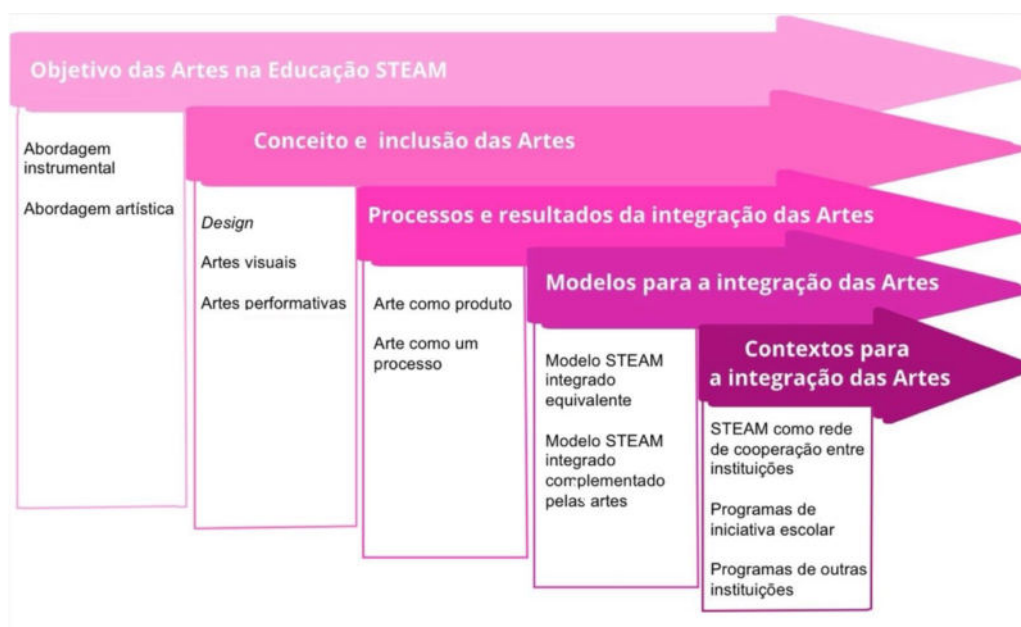 Objetivo das Artes na Educação STEAM
Abordagem
instrumental
Abordagem artística
Conceito e inclusão das Artes
Design
Artes visuais
Artes performativas
Processos e resultados da integração das Artes
Arte como produto
Arte como um
processo
Modelos para a integração das Artes
Modelo STEAM
integrado
equivalente
Modelo STEAM
integrado
complementado
pelas artes
Contextos para
a integração das Artes
STEAM como rede
de cooperação entre
instituições
Programas de
iniciativa escolar
Programas de outras
instituições